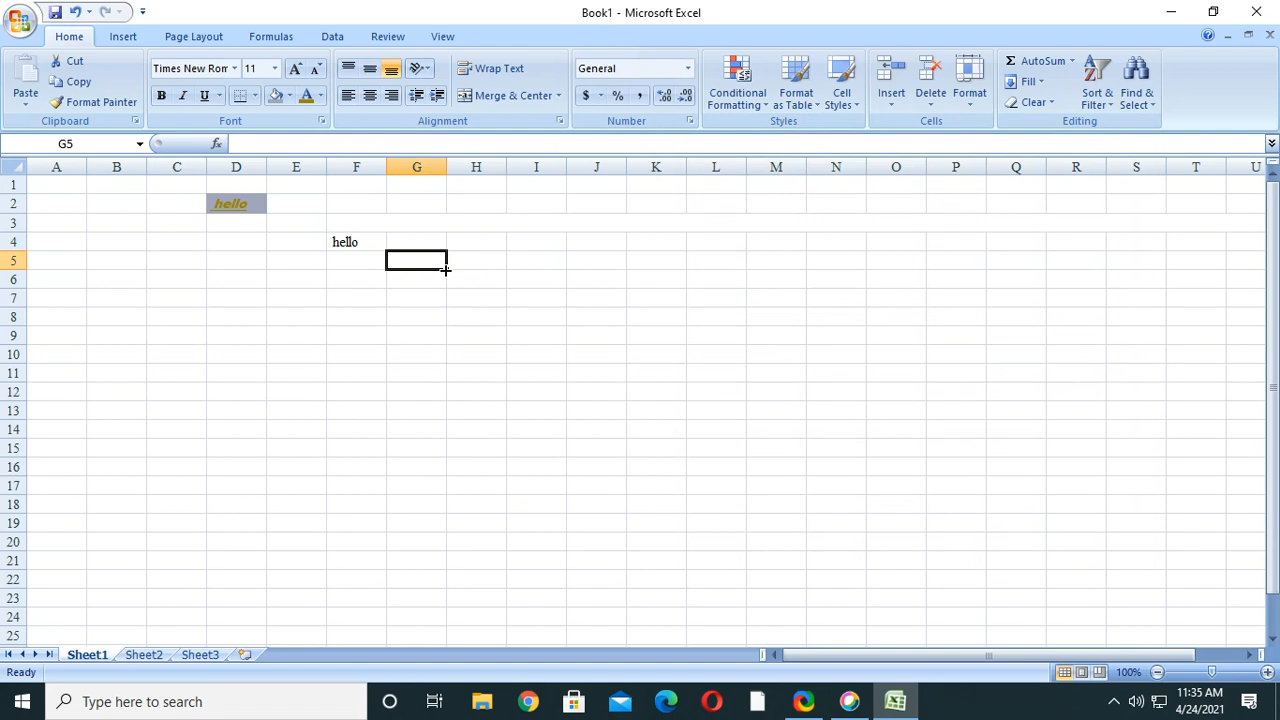 Book1 - Microsoft Excel
Home Insert Page Layout Formulas Data Review View
Paste
Cut
Copy
Format Painter
Clipboard
Times New Ron 11
B I U
Font
Wrap Text
Merge & Center
Alignment
General
$ % ,
Number
Conditional Formatting
Format as Table
Cell Styles
Styles
Insert
Delete
Format
Cells
Σ AutoSum
Fill
Clear
Sort & Filter
Find & Select
Editing
G5 fx
A B C D E F G H I J K L M N O P Q R S T U
1
2 hello
3
4 hello
5
6
7
8
9
10
11
12
13
14
15
16
17
18
19
20
21
22
23
24
25
Sheet1 Sheet2 Sheet3
Ready 100%
Type here to search
11:35 AM
4/24/2021